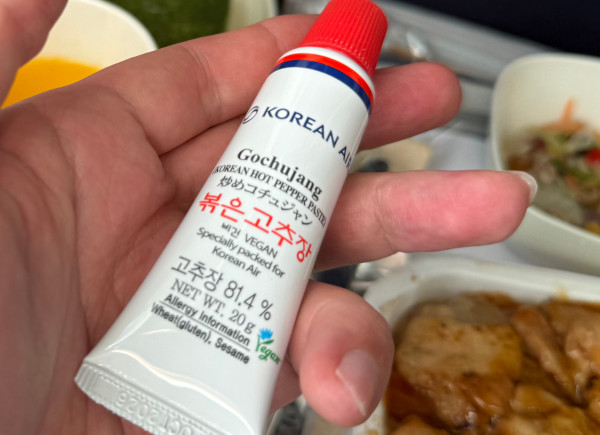 KOREAN AIR
Gochujang
KOREAN HOT PEPPER PASTE
炒めコチュジャン
볶은고추장
비건 VEGAN
Specially packed for
Korean Air
고추장 81.4 %
NET WT. 20 g
Allergy Information
Wheat(gluten), Sesame
Vegan
OCT 2026